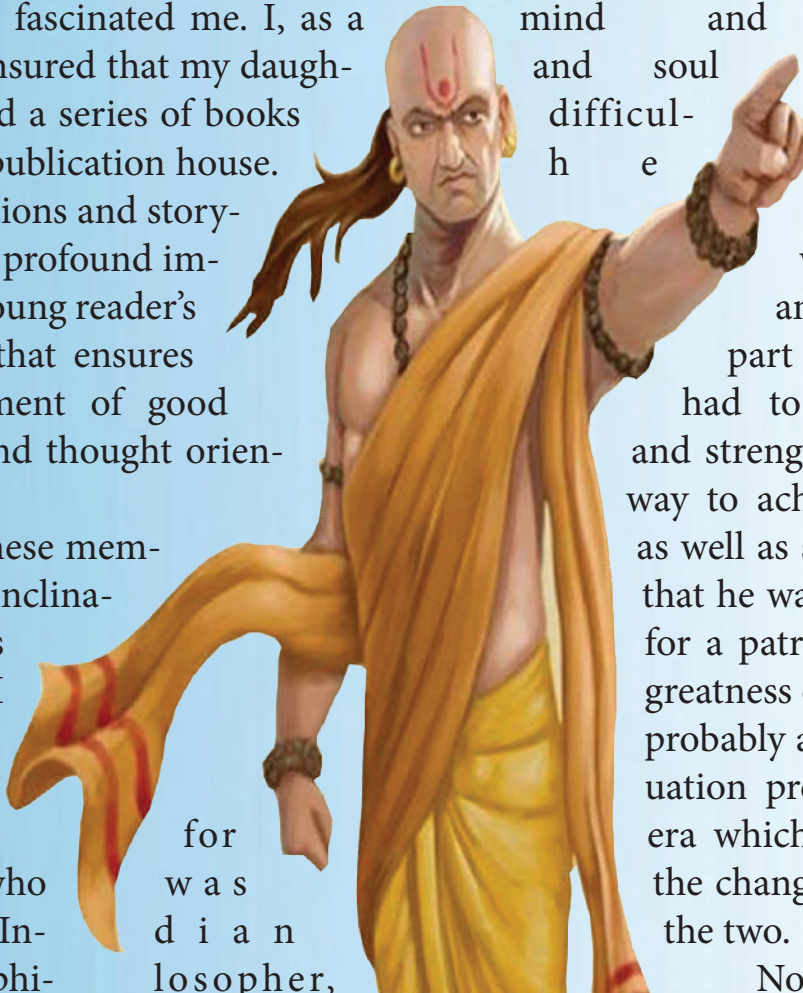 fascinated me. I, as a
nsured that my daugh-
d a series of books
publication house.
tions and story-
profound im-
oung reader's
that ensures
ment of good
nd thought orien-
hese mem-
nclina-
s
for
who was
In- d i a n
phi- losopher,
mind and
and soul
difficul-
h e
an
part
had to
and streng
way to ach
as well as
that he wa
for a patr
greatness
probably a
uation pro
era which
the chang
the two.
No